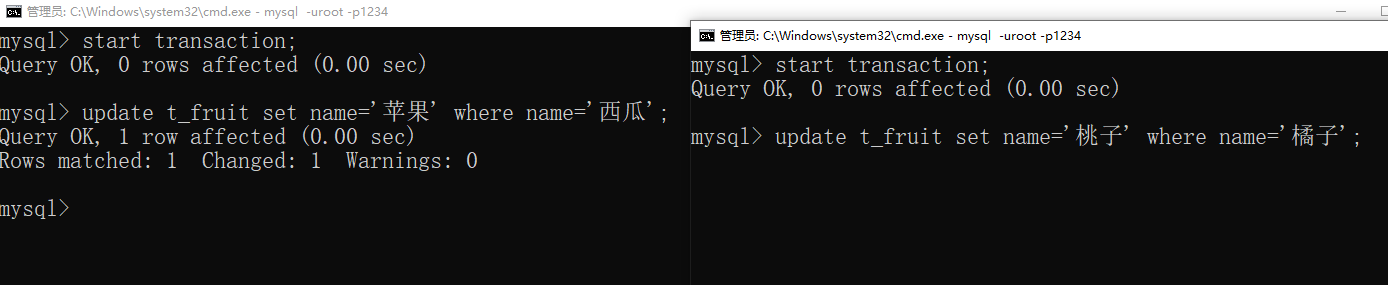 管理员: C:\Windows\system32\cmd.exe - mysql  -uroot -p1234
mysql> start transaction;
Query OK, 0 rows affected (0.00 sec)
mysql> update t_fruit set name='苹果' where name='西瓜';
Query OK, 1 row affected (0.00 sec)
Rows matched: 1  Changed: 1  Warnings: 0
mysql>
管理员: C:\Windows\system32\cmd.exe - mysql  -uroot -p1234
mysql> start transaction;
Query OK, 0 rows affected (0.00 sec)
mysql> update t_fruit set name='桃子' where name='橘子';